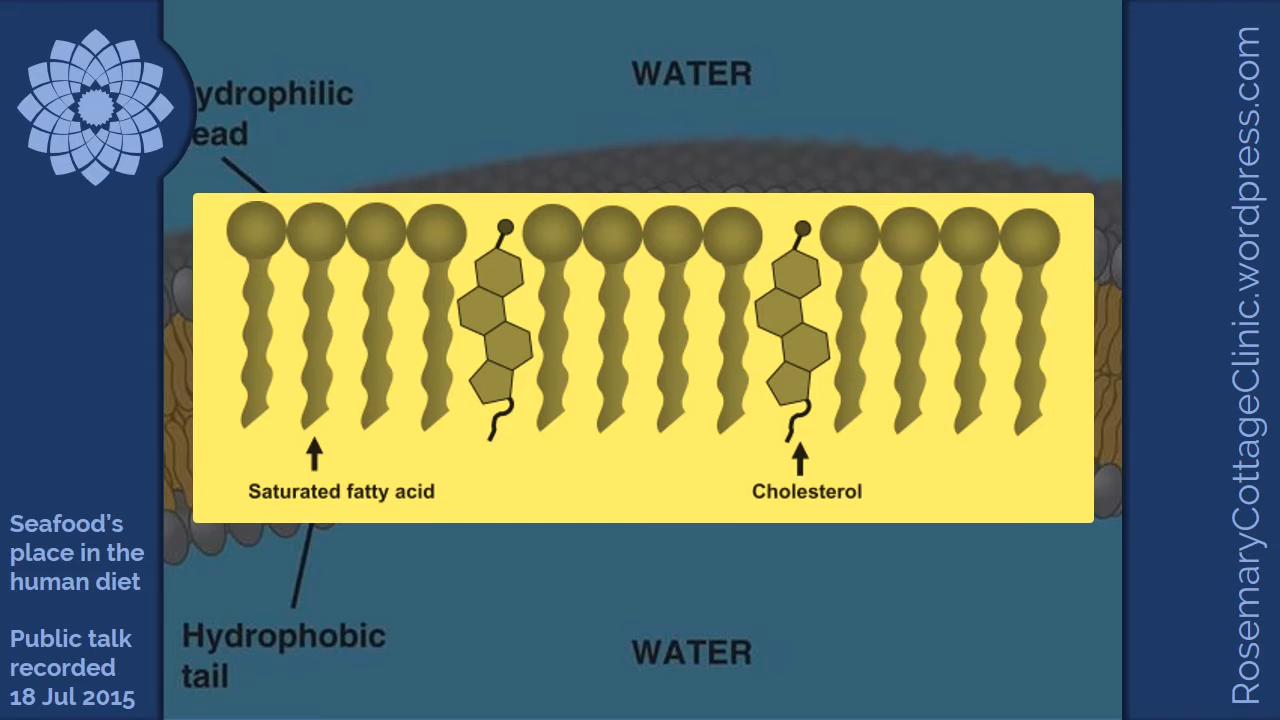 WATER
ydrophilic
ead
Saturated fatty acid
Cholesterol
Hydrophobic
tail
WATER
Seafood’s
place in the
human diet
Public talk
recorded
18 Jul 2015
RosemaryCottageClinic.wordpress.com